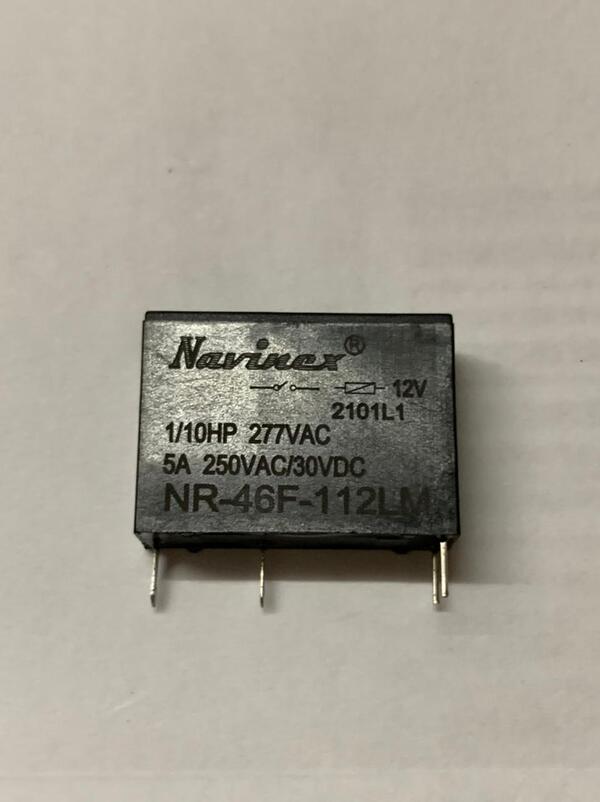 Navinex®
12V
2101L1
1/10HP 277VAC
5A 250VAC/30VDC
NR-46F-112LM